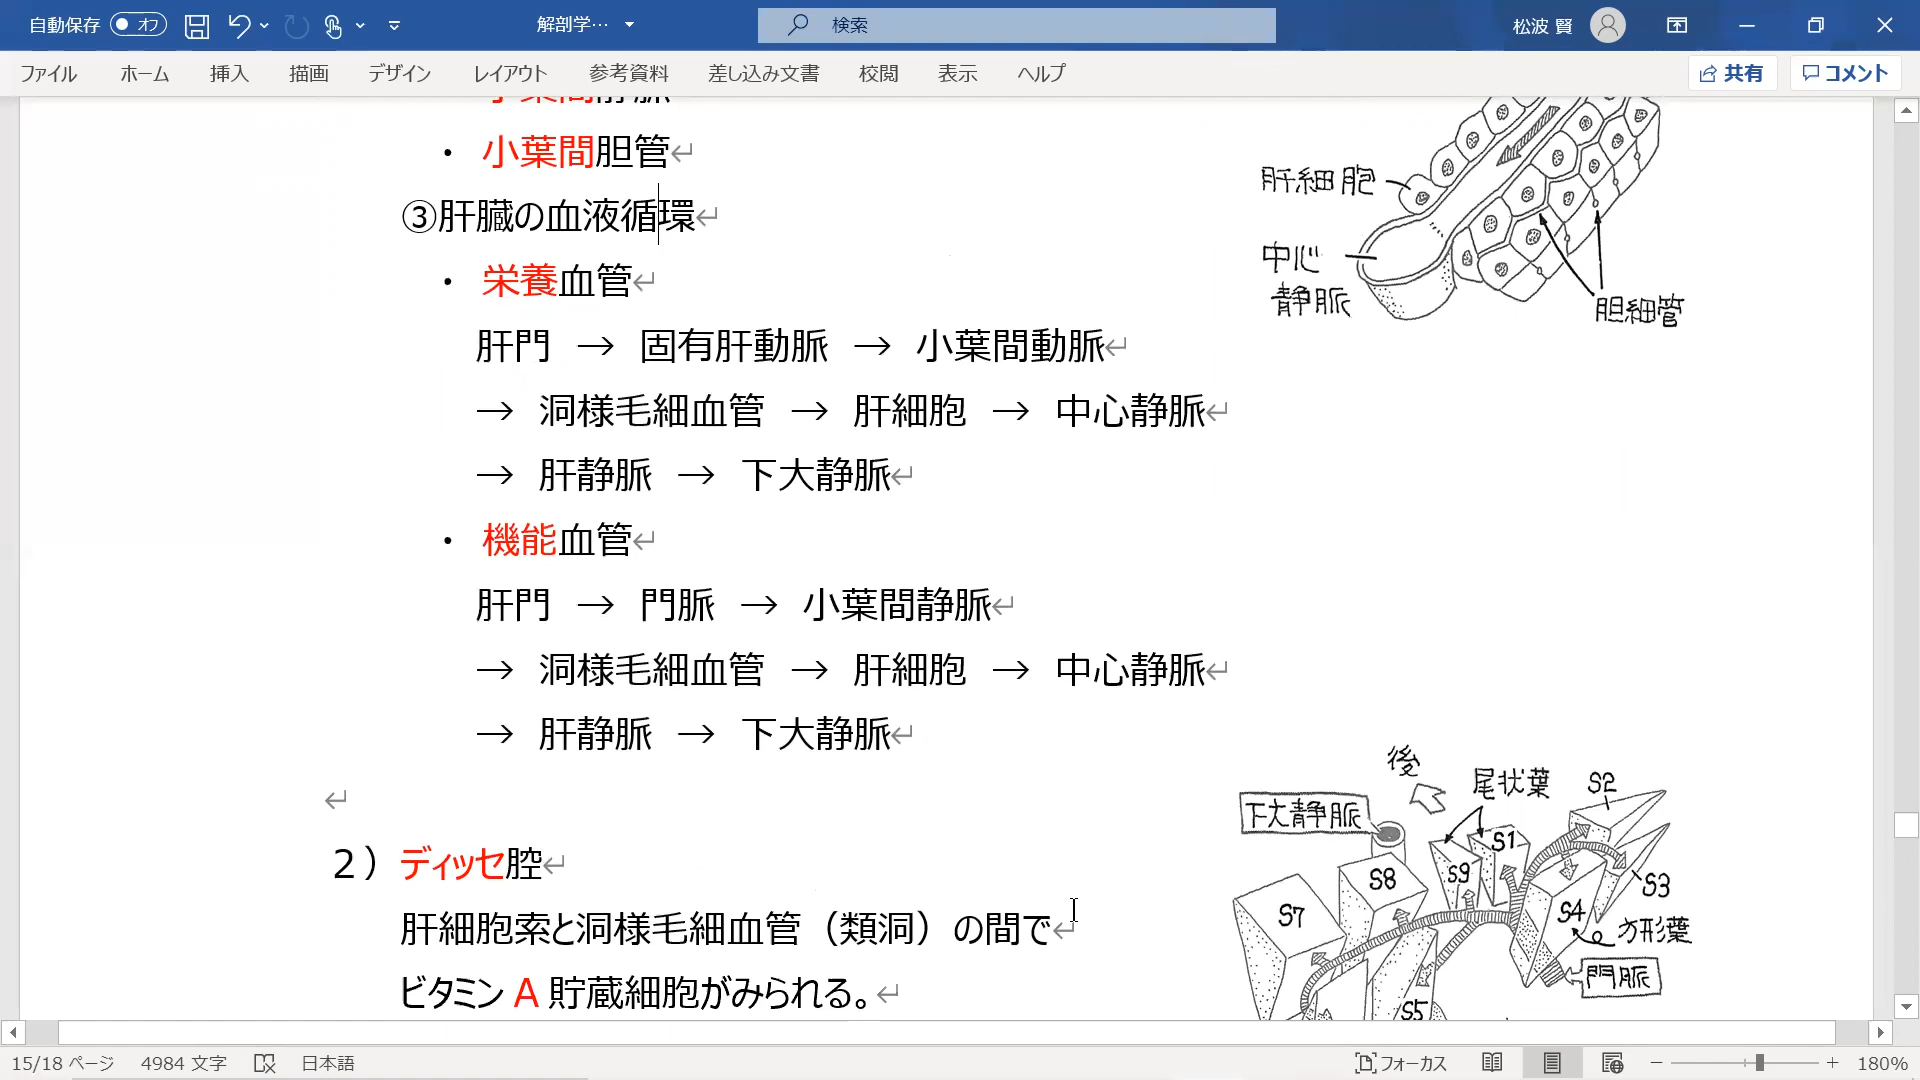 自動保存 オフ 解剖学… 検索 松波 賢
ファイル ホーム 挿入 描画 デザイン レイアウト 参考資料 差し込み文書 校閲 表示 ヘルプ 共有 コメント
小葉間静脈
・ 小葉間胆管↵
③肝臓の血液循環↵
・ 栄養血管↵
肝門 → 固有肝動脈 → 小葉間動脈↵
→ 洞様毛細血管 → 肝細胞 → 中心静脈↵
→ 肝静脈 → 下大静脈↵
・ 機能血管↵
肝門 → 門脈 → 小葉間静脈↵
→ 洞様毛細血管 → 肝細胞 → 中心静脈↵
→ 肝静脈 → 下大静脈↵
↵
２）ディッセ腔↵
肝細胞索と洞様毛細血管（類洞）の間で↵
ビタミン A 貯蔵細胞がみられる。↵
肝細胞
中心
静脈
胆細管
後
尾状葉
S2
下大静脈
S1
S9
S8
S3
S7
S4
方形葉
門脈
S5
15/18 ページ 4984 文字 日本語 フォーカス 180%